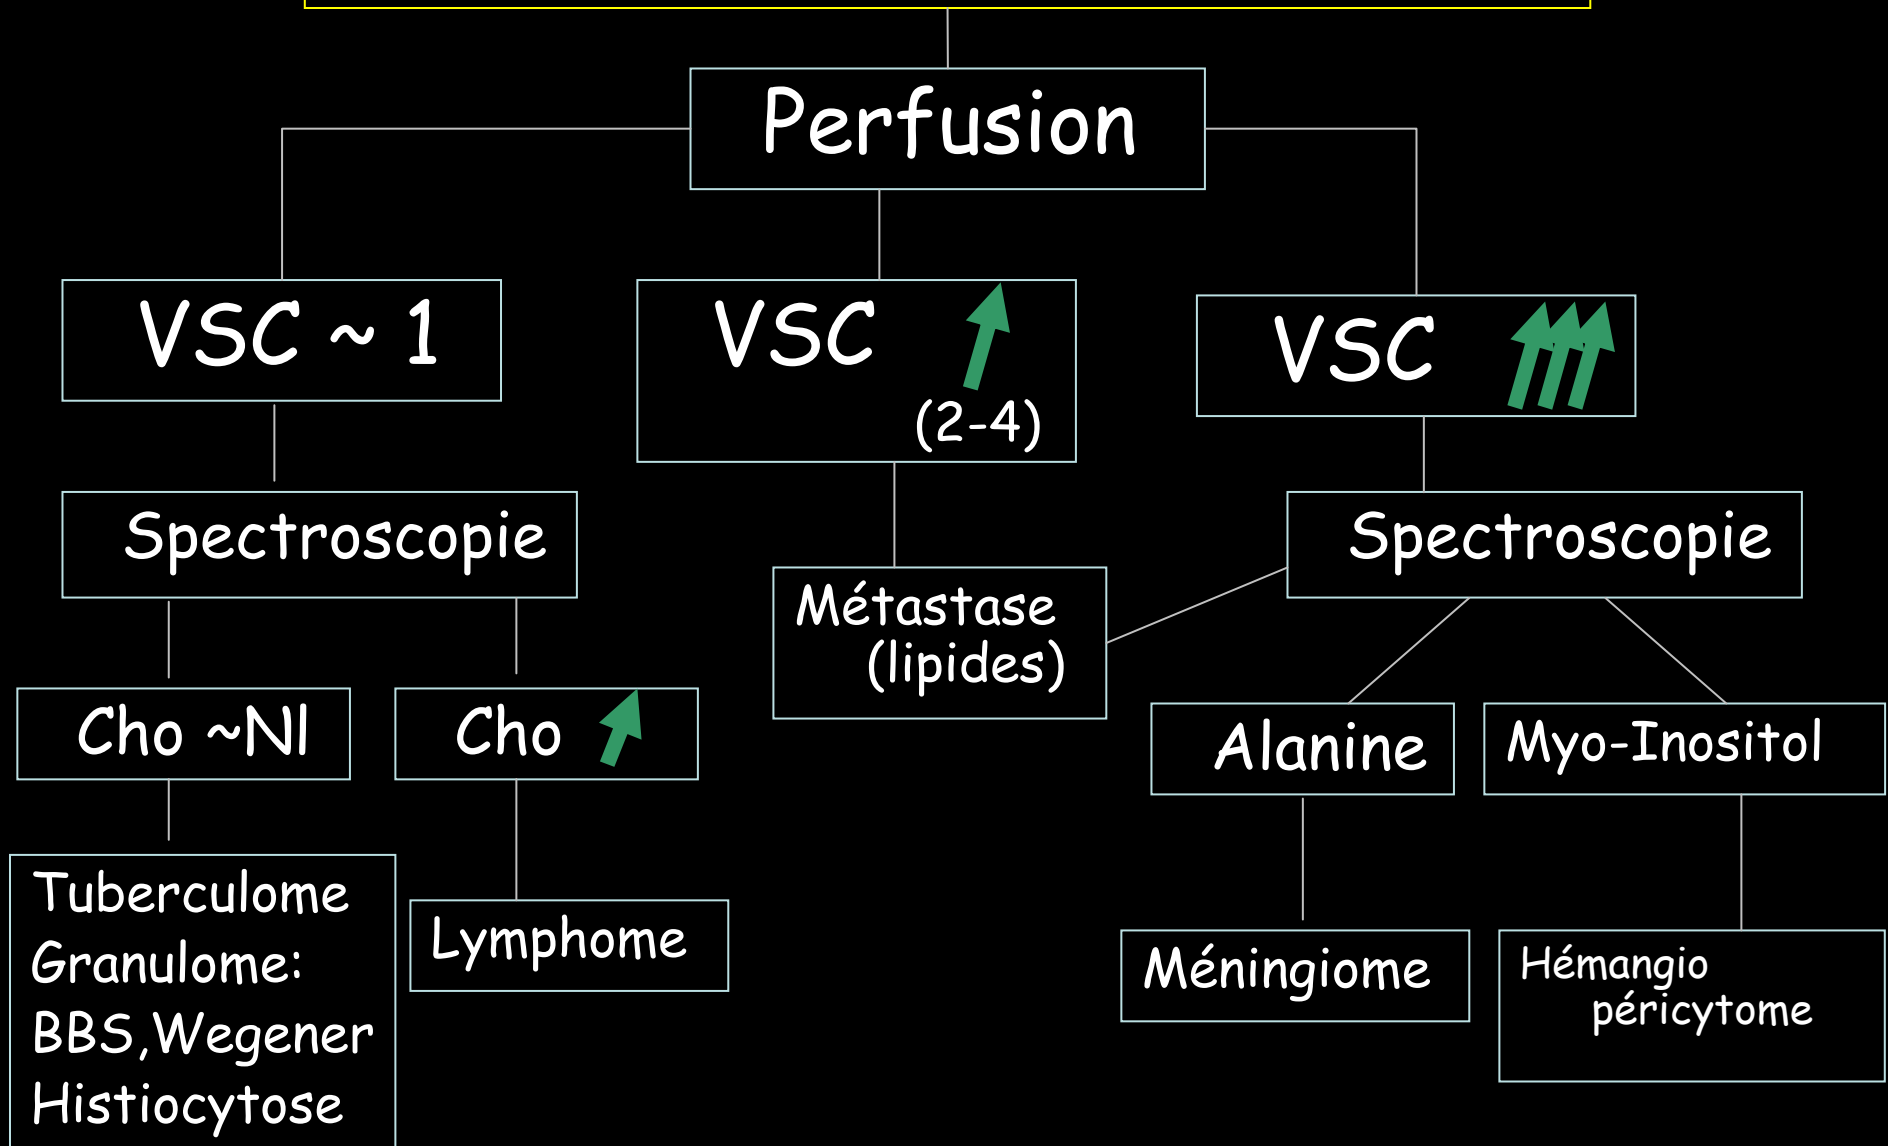 Perfusion
VSC ~ 1
VSC
(2-4)
VSC
Spectroscopie
Spectroscopie
Métastase
(lipides)
Cho ~Nl
Cho
Alanine
Myo-Inositol
Tuberculome
Granulome:
BBS,Wegener
Histiocytose
Lymphome
Méningiome
Hémangio
péricytome